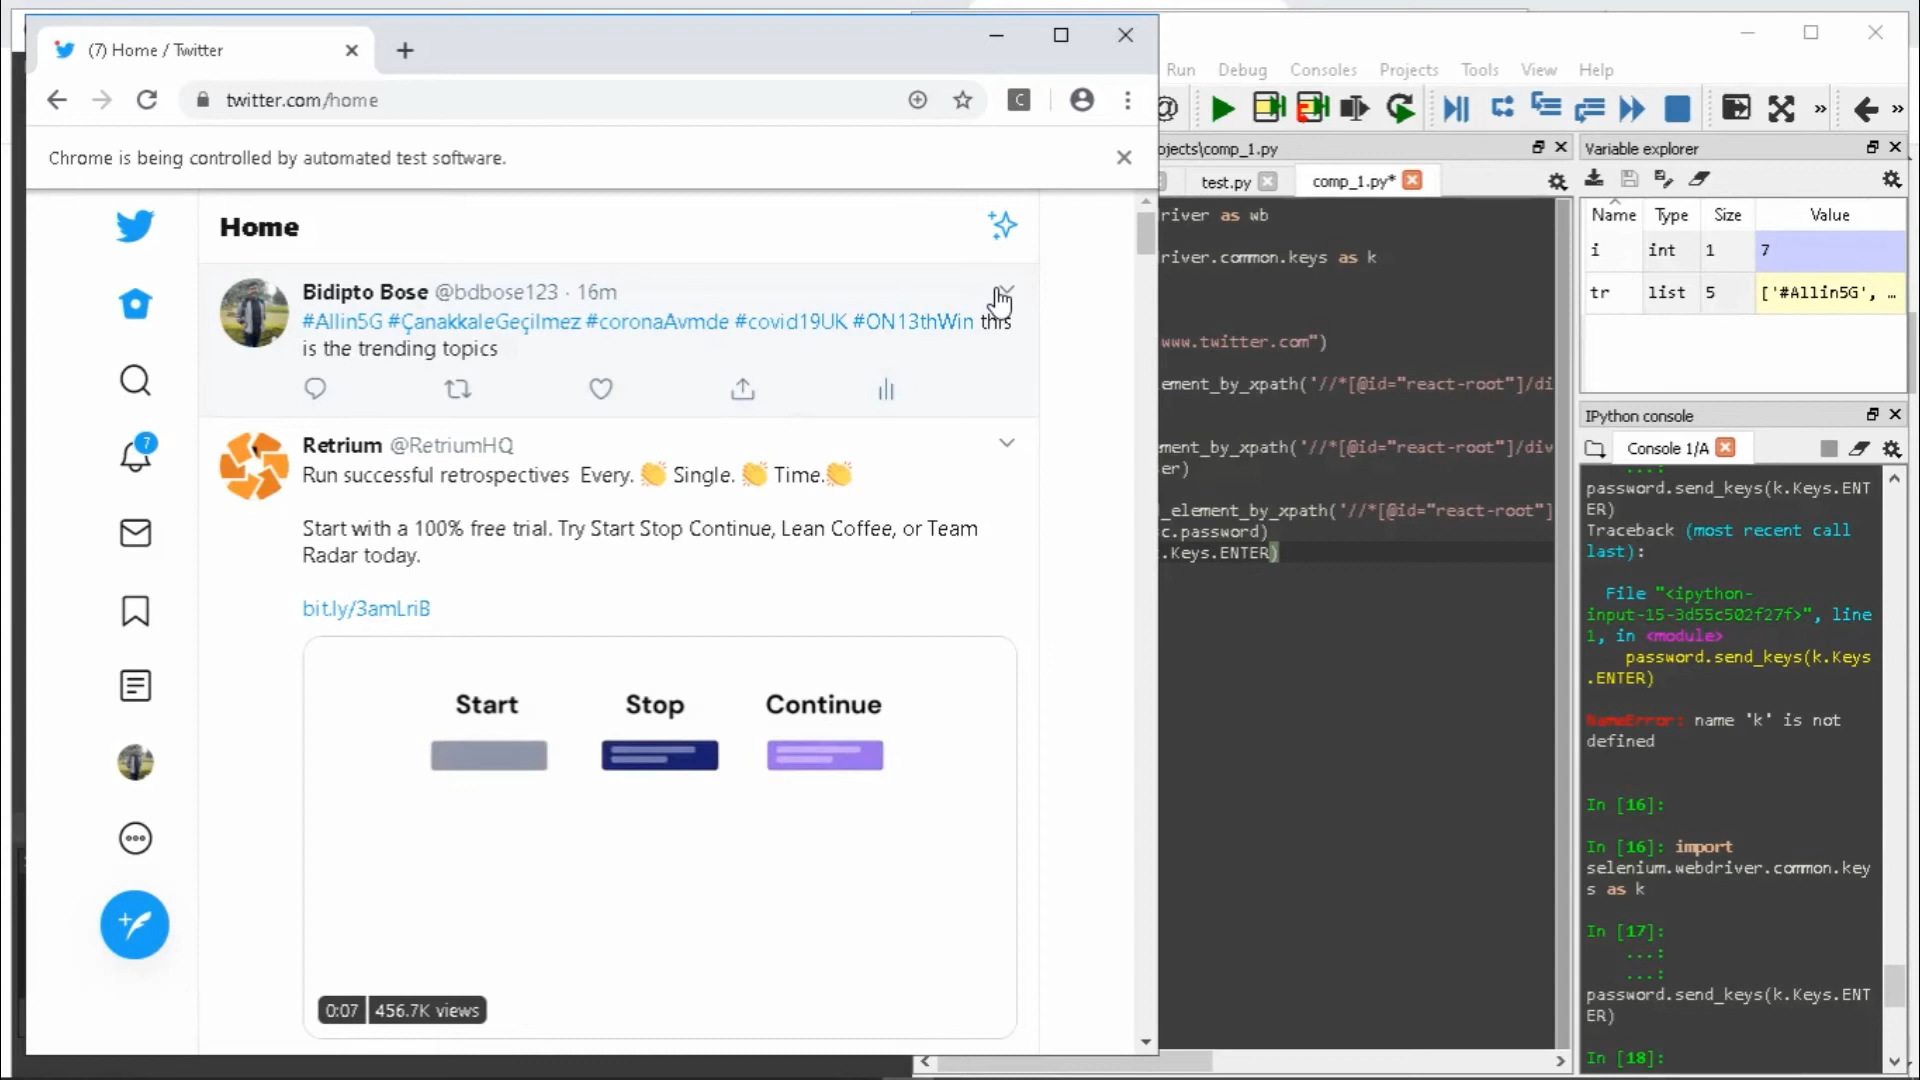 (7) Home / Twitter
twitter.com/home
Chrome is being controlled by automated test software.
Home
Bidipto Bose @bdbose123 · 16m
#Allin5G #ÇanakkaleGeçilmez #coronaAvmde #covid19UK #ON13thWin this
is the trending topics
Retrium @RetriumHQ
Run successful retrospectives Every. 👏 Single. 👏 Time.👏
Start with a 100% free trial. Try Start Stop Continue, Lean Coffee, or Team
Radar today.
bit.ly/3amLriB
Start Stop Continue
0:07 456.7K views
7
Run Debug Consoles Projects Tools View Help
ojects\comp_1.py
test.py comp_1.py*
river as wb
river.common.keys as k
www.twitter.com")
ement_by_xpath('//*[@id="react-root"]/di
ment_by_xpath('//*[@id="react-root"]/div
er)
l_element_by_xpath('//*[@id="react-root"]
c.password)
k.Keys.ENTER)
Variable explorer
Name Type Size Value
i int 1 7
tr list 5 ['#Allin5G', …
IPython console
Console 1/A
...:
password.send_keys(k.Keys.ENT
ER)
Traceback (most recent call
last):
File "<ipython-
input-15-3d55c502f27f>", line
1, in <module>
password.send_keys(k.Keys
.ENTER)
NameError: name 'k' is not
defined
In [16]:
In [16]: import
selenium.webdriver.common.key
s as k
In [17]:
...:
...:
password.send_keys(k.Keys.ENT
ER)
In [18]: